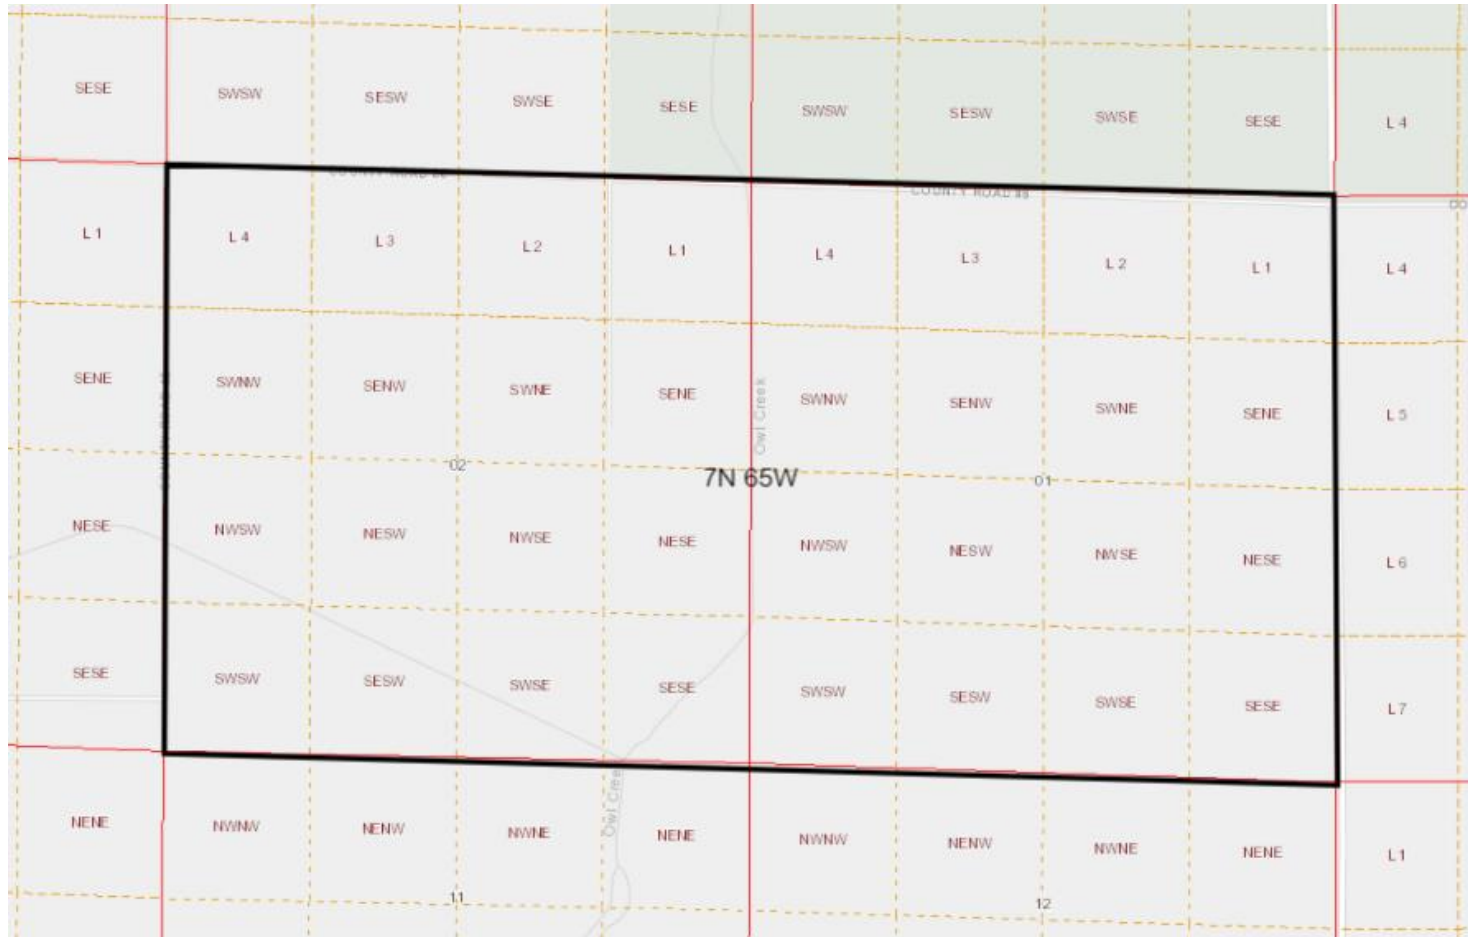 SESE SWSW SESW SWSE SESE SWSW SESW SWSE SESE L 4
L 1 L 4 L 3 L 2 L 1 L 4 L 3 L 2 L 1 L 4
SENE SWNW SENW SWNE SENE SWNW SENW SWNE SENE L 5
Owl Creek
02 7N 65W 01
NESE NWSW NESW NWSE NESE NWSW NESW NWSE NESE L 6
SESE SWSW SESW SWSE SESE SWSW SESW SWSE SESE L 7
Owl Creek
NENE NWNW NENW NWNE NENE NWNW NENW NWNE NENE L 1
11 12